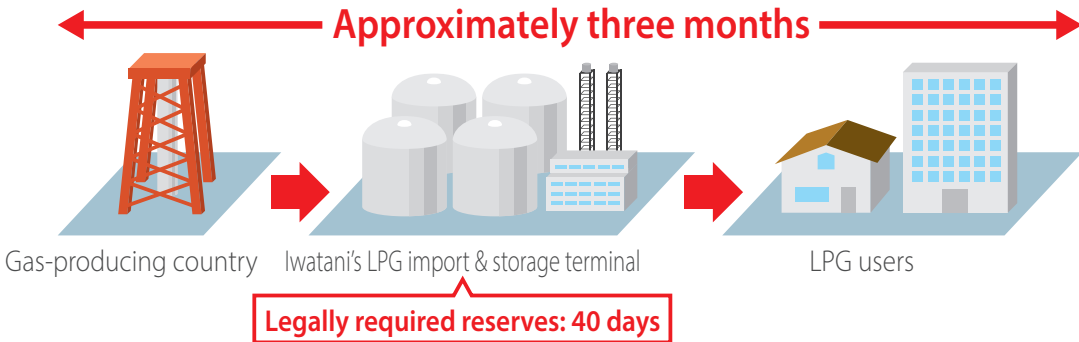 Approximately three months
Gas-producing country
Iwatani's LPG import & storage terminal
LPG users
Legally required reserves: 40 days